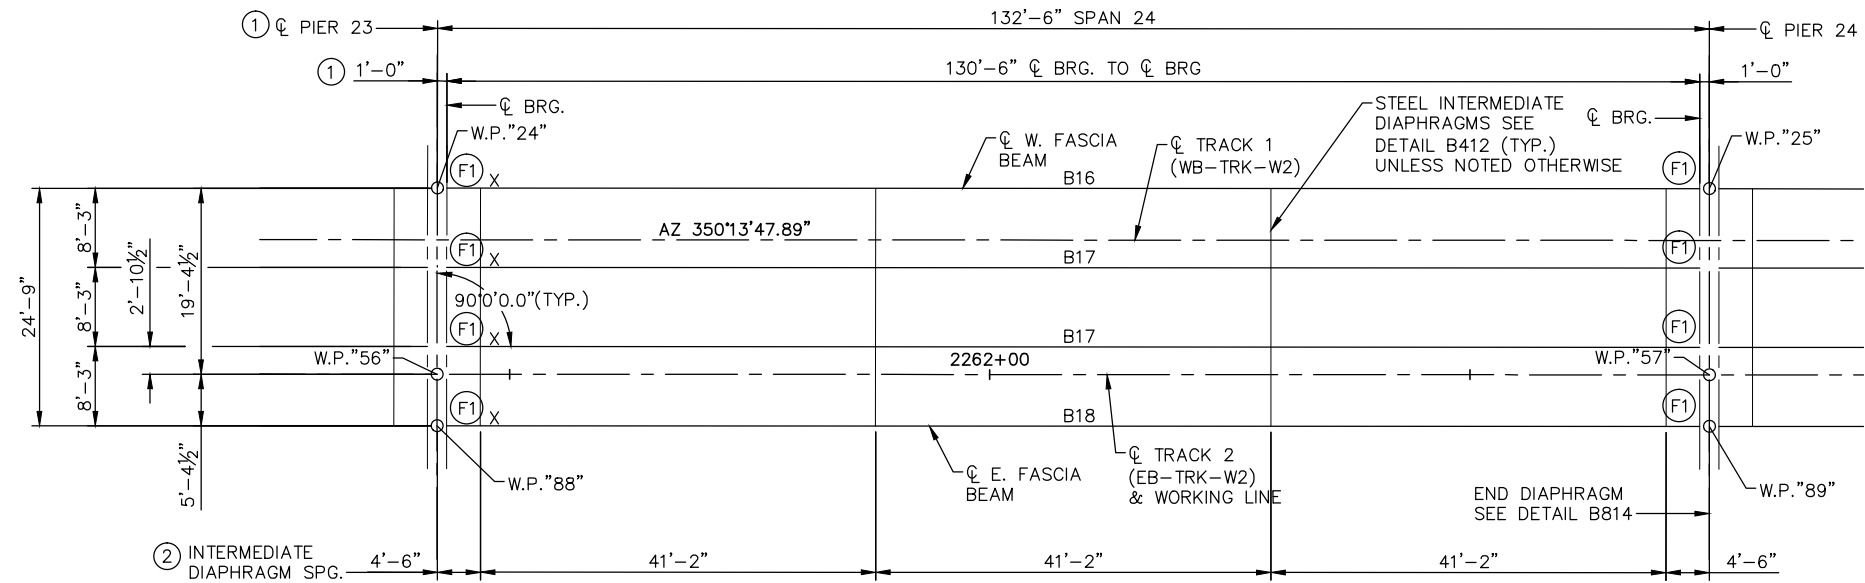 1 ℄ PIER 23
132'-6" SPAN 24
℄ PIER 24
1 1'-0"
130'-6" ℄ BRG. TO ℄ BRG
1'-0"
℄ BRG.
W.P."24"
℄ W. FASCIA
BEAM
℄ TRACK 1
(WB-TRK-W2)
STEEL INTERMEDIATE
DIAPHRAGMS SEE
DETAIL B412 (TYP.)
UNLESS NOTED OTHERWISE
℄ BRG.
W.P."25"
F1 X
B16
F1
8'-3"
AZ 350°13'47.89"
F1 X
B17
F1
24'-9"
8'-3"
2'-10½"
19'-4½"
90°0'0.0"(TYP.)
F1 X
B17
F1
W.P."56"
2262+00
W.P."57"
8'-3"
F1 X
B18
F1
5'-4½"
W.P."88"
℄ E. FASCIA
BEAM
℄ TRACK 2
(EB-TRK-W2)
& WORKING LINE
END DIAPHRAGM
SEE DETAIL B814
W.P."89"
2 INTERMEDIATE
DIAPHRAGM SPG.
4'-6"
41'-2"
41'-2"
41'-2"
4'-6"